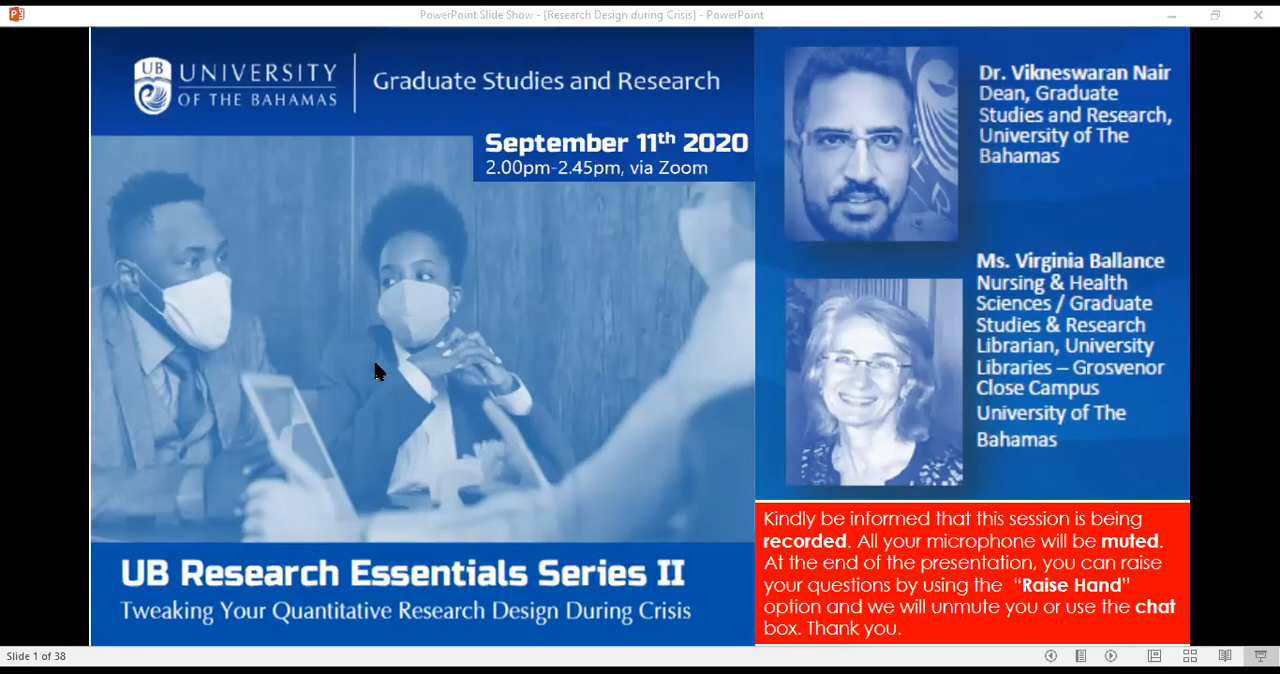 PowerPoint Slide Show - [Research Design during Crisis] - PowerPoint
UB
UNIVERSITY
OF THE BAHAMAS
Graduate Studies and Research
September 11th 2020
2.00pm-2.45pm, via Zoom
Dr. Vikneswaran Nair
Dean, Graduate
Studies and Research,
University of The
Bahamas
Ms. Virginia Ballance
Nursing & Health
Sciences / Graduate
Studies & Research
Librarian, University
Libraries – Grosvenor
Close Campus
University of The
Bahamas
UB Research Essentials Series II
Tweaking Your Quantitative Research Design During Crisis
Kindly be informed that this session is being
recorded. All your microphone will be muted.
At the end of the presentation, you can raise
your questions by using the “Raise Hand”
option and we will unmute you or use the chat
box. Thank you.
Slide 1 of 38